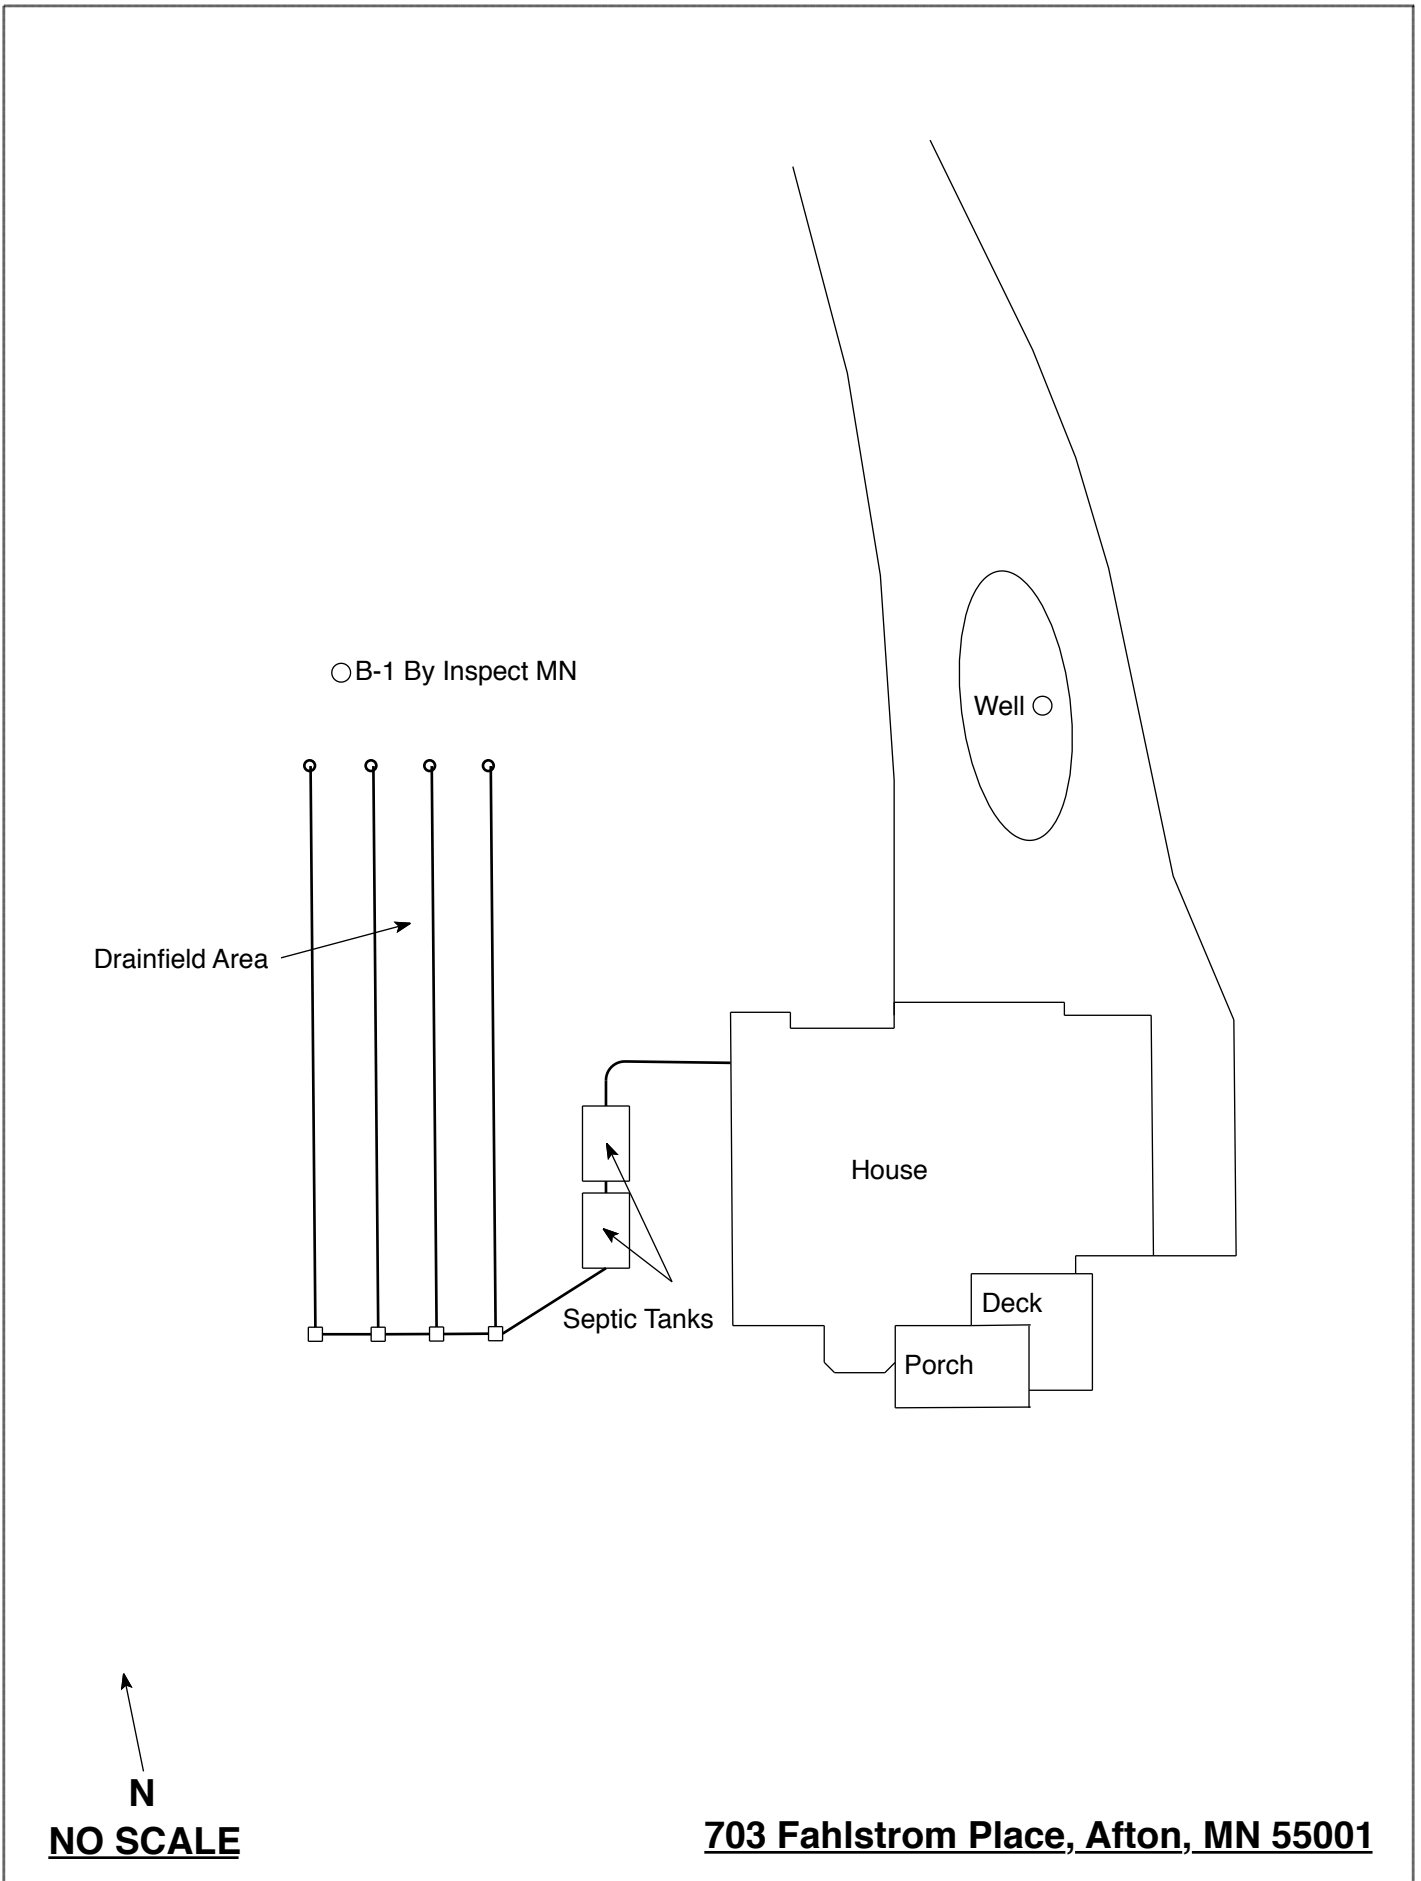 B-1 By Inspect MN
Well
Drainfield Area
House
Deck
Septic Tanks
Porch
N
NO SCALE
703 Fahlstrom Place, Afton, MN 55001